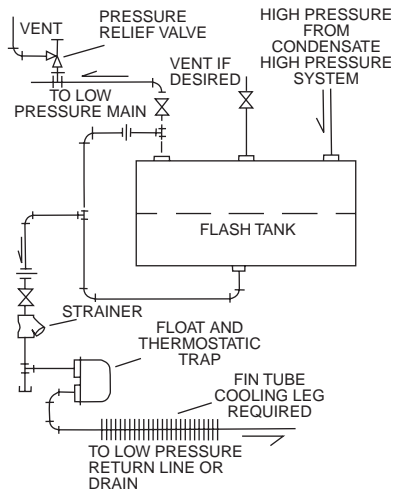 VENT
PRESSURE
RELIEF VALVE
HIGH PRESSURE
FROM
CONDENSATE
HIGH PRESSURE
SYSTEM
VENT IF
DESIRED
TO LOW
PRESSURE MAIN
FLASH TANK
STRAINER
FLOAT AND
THERMOSTATIC
TRAP
FIN TUBE
COOLING LEG
REQUIRED
TO LOW PRESSURE
RETURN LINE OR
DRAIN